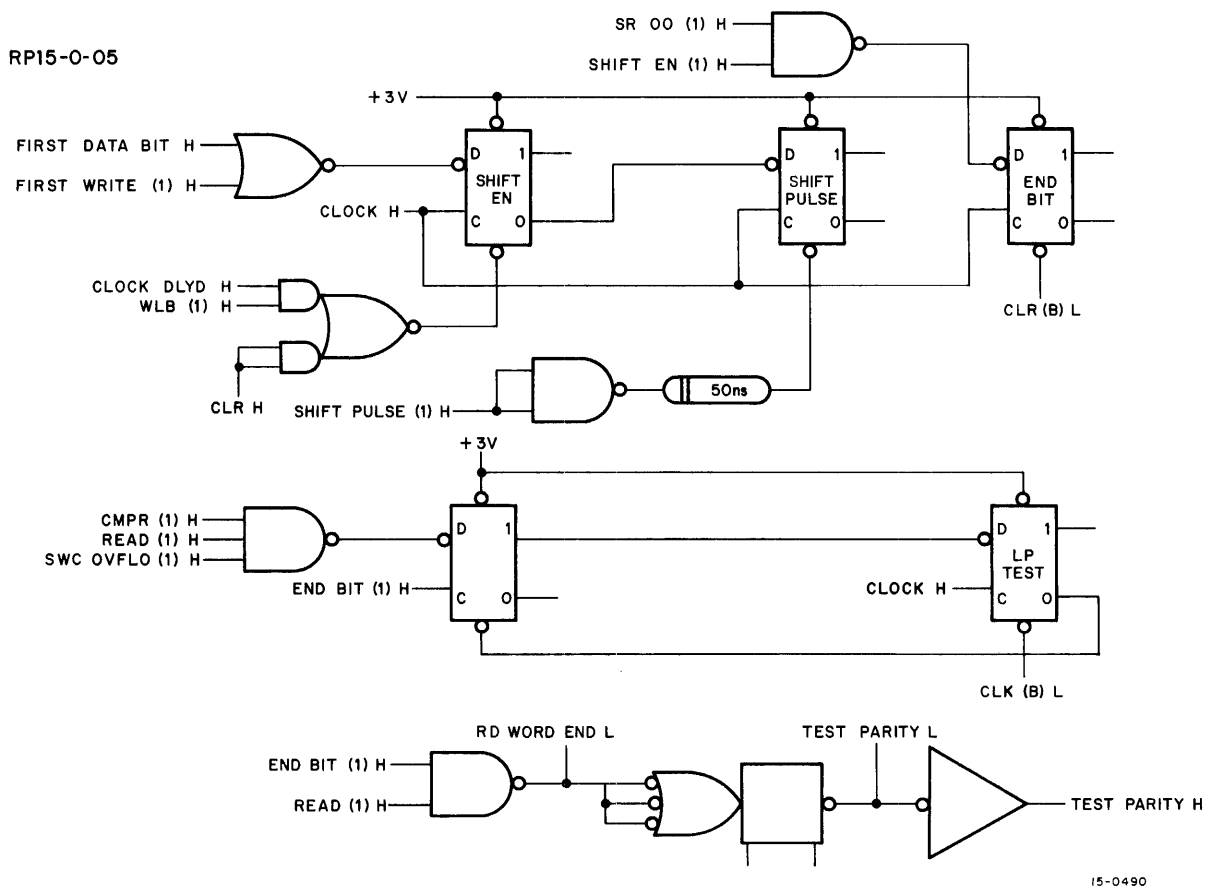 SR 00 (1) H
RP15-0-05
SHIFT EN (1) H
+3V
FIRST DATA BIT H
FIRST WRITE (1) H
D 1
SHIFT
EN
C 0
D 1
SHIFT
PULSE
C 0
D 1
END
BIT
C 0
CLOCK H
CLOCK DLYD H
WLB (1) H
CLR (B) L
CLR H
SHIFT PULSE (1) H
50ns
+3V
CMPR (1) H
READ (1) H
SWC OVFLO (1) H
D 1
C 0
END BIT (1) H
D 1
LP
TEST
C 0
CLOCK H
CLK (B) L
RD WORD END L
TEST PARITY L
END BIT (1) H
READ (1) H
TEST PARITY H
15-0490